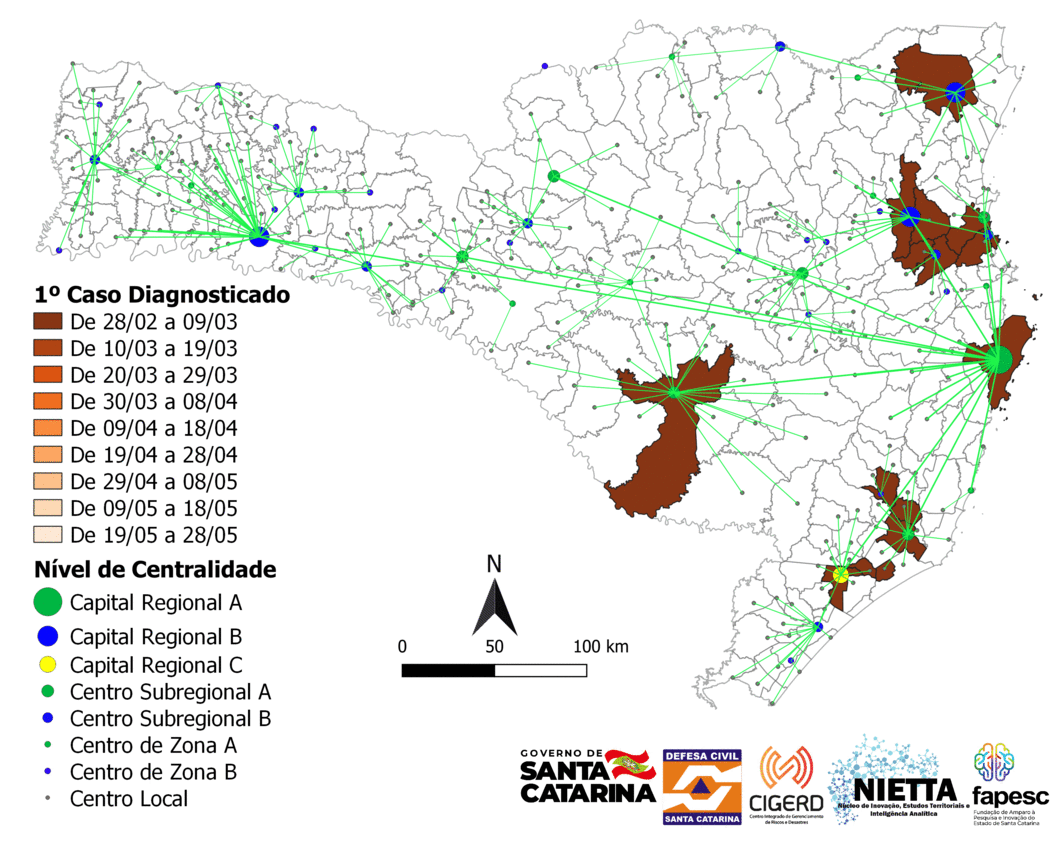 1º Caso Diagnosticado
De 28/02 a 09/03
De 10/03 a 19/03
De 20/03 a 29/03
De 30/03 a 08/04
De 09/04 a 18/04
De 19/04 a 28/04
De 29/04 a 08/05
De 09/05 a 18/05
De 19/05 a 28/05
Nível de Centralidade
Capital Regional A
Capital Regional B
Capital Regional C
Centro Subregional A
Centro Subregional B
Centro de Zona A
Centro de Zona B
Centro Local
N
0 50 100 km
GOVERNO DE
SANTA
CATARINA
DEFESA CIVIL
SANTA CATARINA
CIGERD
Centro Integrado de Gerenciamento
de Riscos e Desastres
NIETTA
Núcleo de Inovação, Estudos Territoriais e
Inteligência Analítica
fapesc
Fundação de Amparo à
Pesquisa e Inovação do
Estado de Santa Catarina